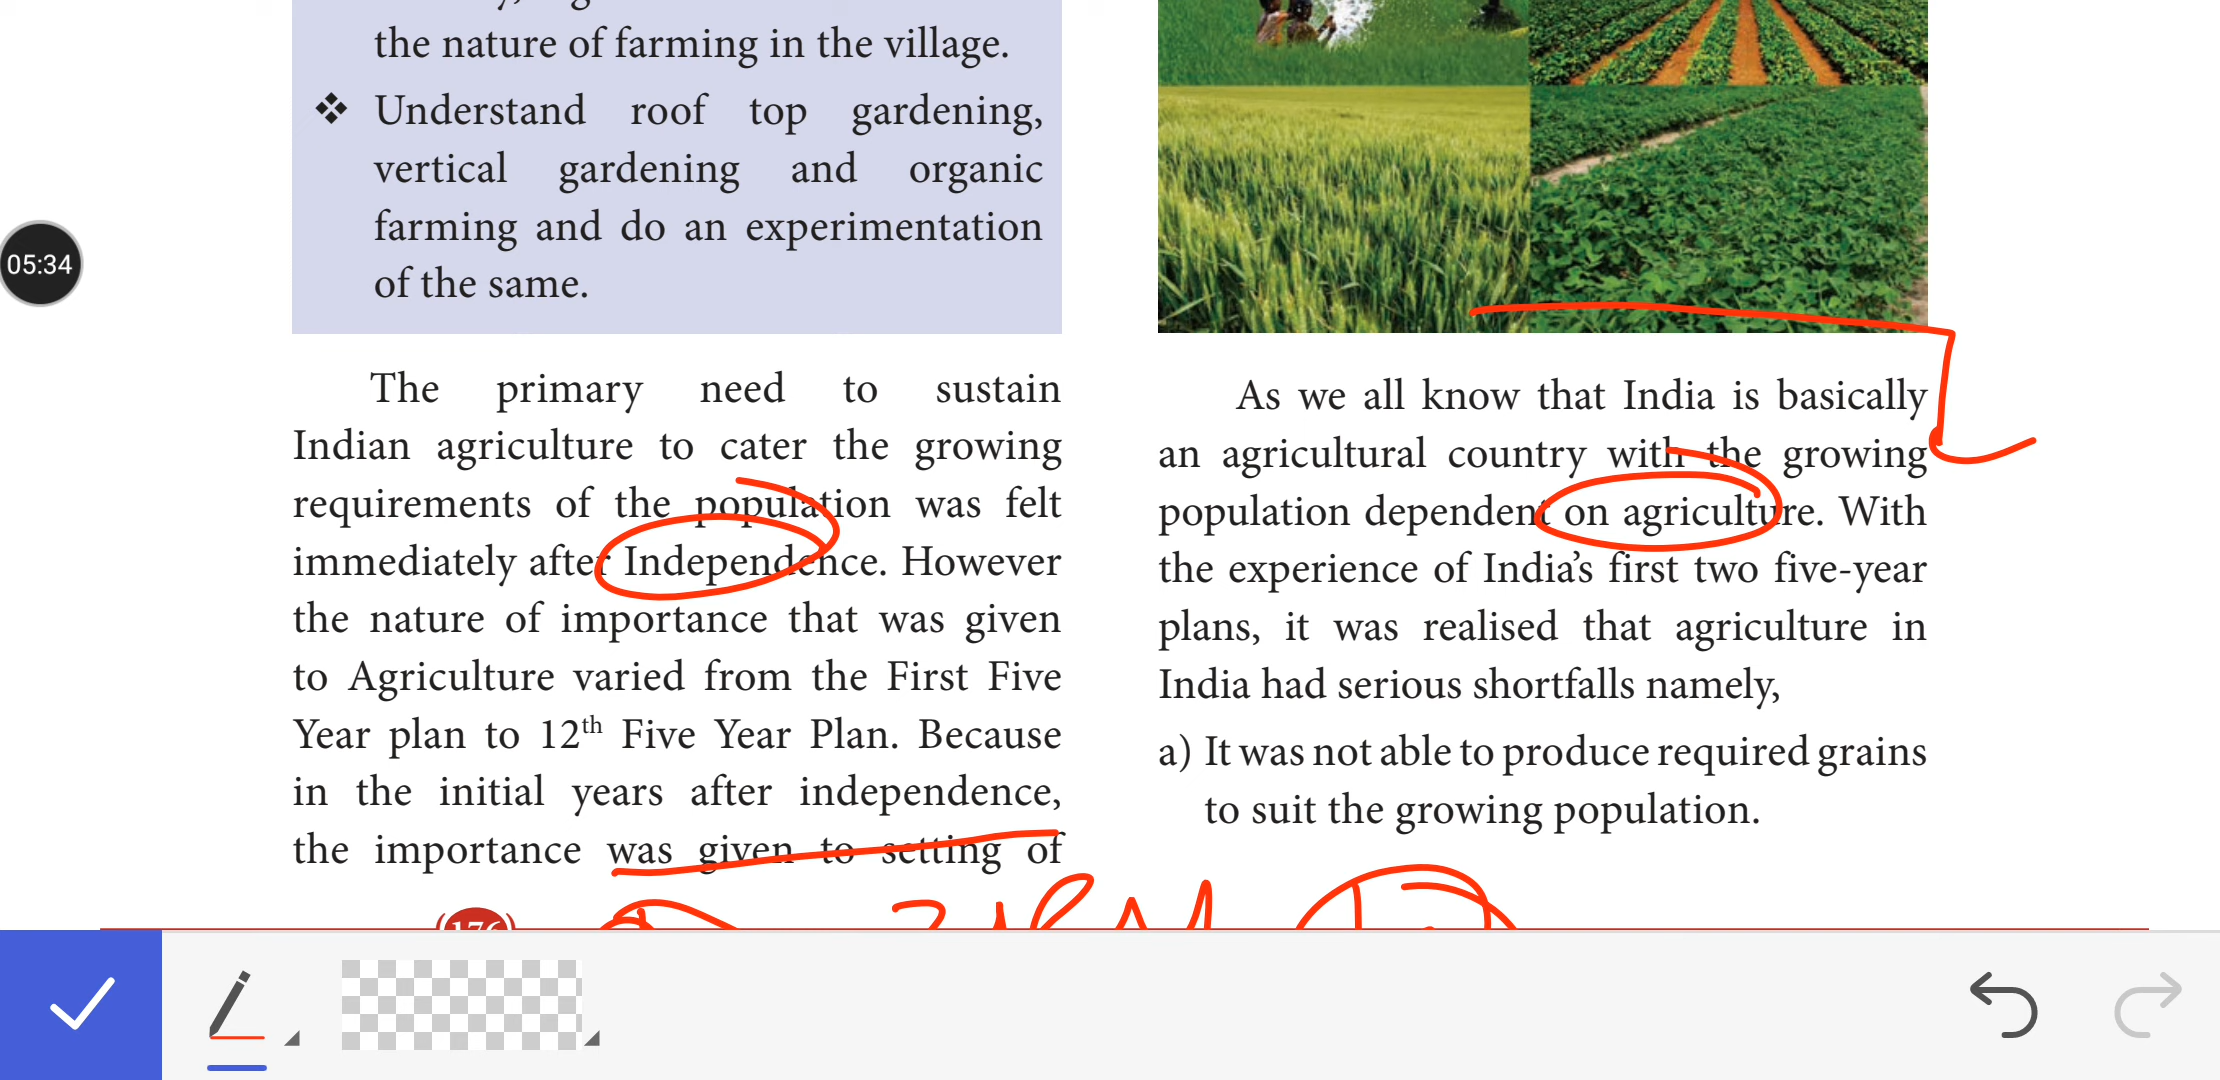 the nature of farming in the village.
❖ Understand roof top gardening,
vertical gardening and organic
farming and do an experimentation
of the same.
05:34
The primary need to sustain
Indian agriculture to cater the growing
requirements of the population was felt
immediately after Independence. However
the nature of importance that was given
to Agriculture varied from the First Five
Year plan to 12th Five Year Plan. Because
in the initial years after independence,
the importance was given to setting of
As we all know that India is basically
an agricultural country with the growing
population dependent on agriculture. With
the experience of India’s first two five-year
plans, it was realised that agriculture in
India had serious shortfalls namely,
a) It was not able to produce required grains
to suit the growing population.